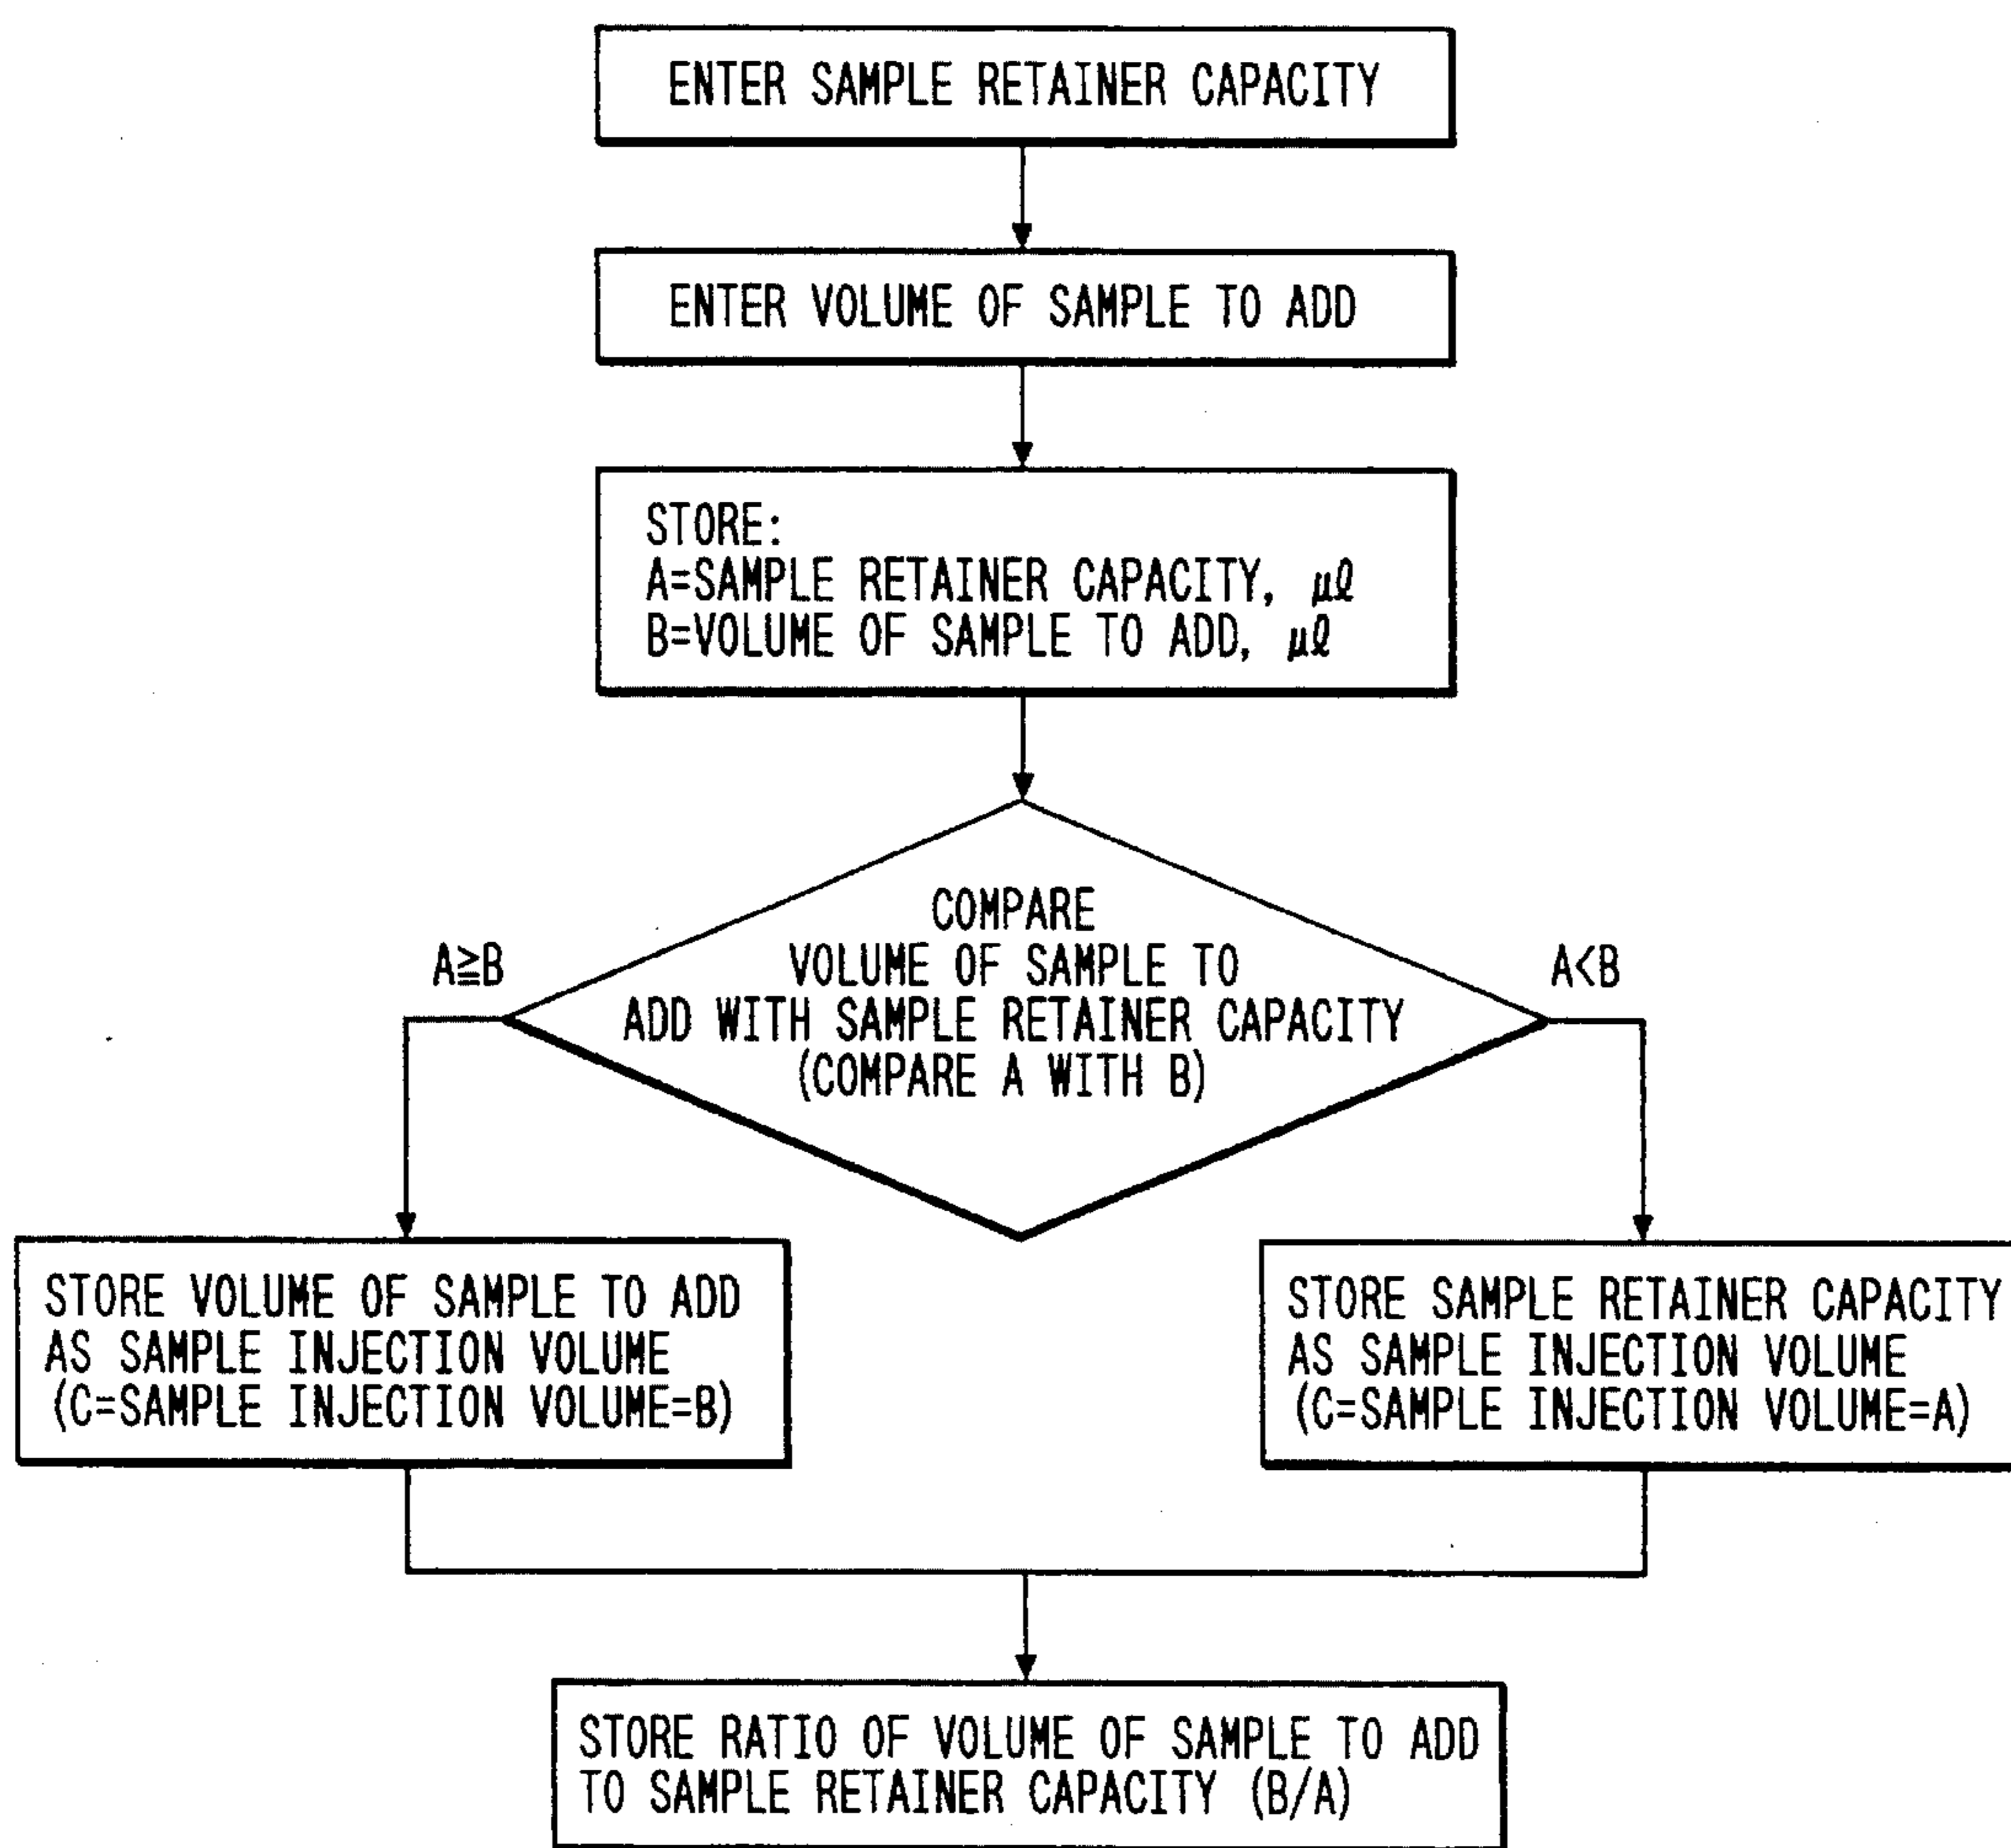 ENTER SAMPLE RETAINER CAPACITY
ENTER VOLUME OF SAMPLE TO ADD
STORE:
A=SAMPLE RETAINER CAPACITY, µℓ
B=VOLUME OF SAMPLE TO ADD, µℓ
COMPARE
VOLUME OF SAMPLE TO
ADD WITH SAMPLE RETAINER CAPACITY
(COMPARE A WITH B)
A≧B
A<B
STORE VOLUME OF SAMPLE TO ADD
AS SAMPLE INJECTION VOLUME
(C=SAMPLE INJECTION VOLUME=B)
STORE SAMPLE RETAINER CAPACITY
AS SAMPLE INJECTION VOLUME
(C=SAMPLE INJECTION VOLUME=A)
STORE RATIO OF VOLUME OF SAMPLE TO ADD
TO SAMPLE RETAINER CAPACITY (B/A)